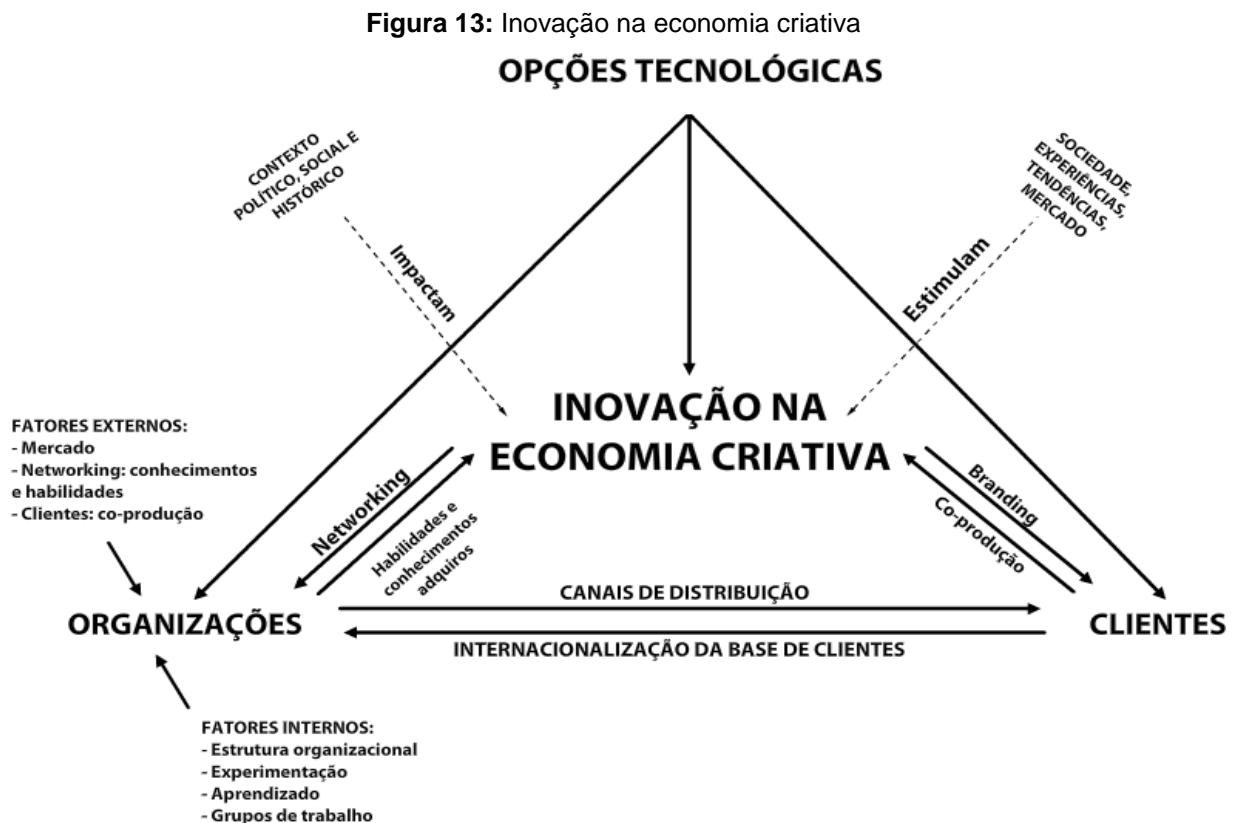 Figura 13: Inovação na economia criativa
OPÇÕES TECNOLÓGICAS
CONTEXTO
POLÍTICO, SOCIAL E
HISTÓRICO
SOCIEDADE,
EXPERIÊNCIAS,
TENDÊNCIAS,
MERCADO
Impactam
Estimulam
INOVAÇÃO NA
ECONOMIA CRIATIVA
FATORES EXTERNOS:
- Mercado
- Networking: conhecimentos
e habilidades
- Clientes: co-produção
Networking
Habilidades e
conhecimentos
adquiros
Branding
Co-produção
CANAIS DE DISTRIBUIÇÃO
ORGANIZAÇÕES
CLIENTES
INTERNACIONALIZAÇÃO DA BASE DE CLIENTES
FATORES INTERNOS:
- Estrutura organizacional
- Experimentação
- Aprendizado
- Grupos de trabalho